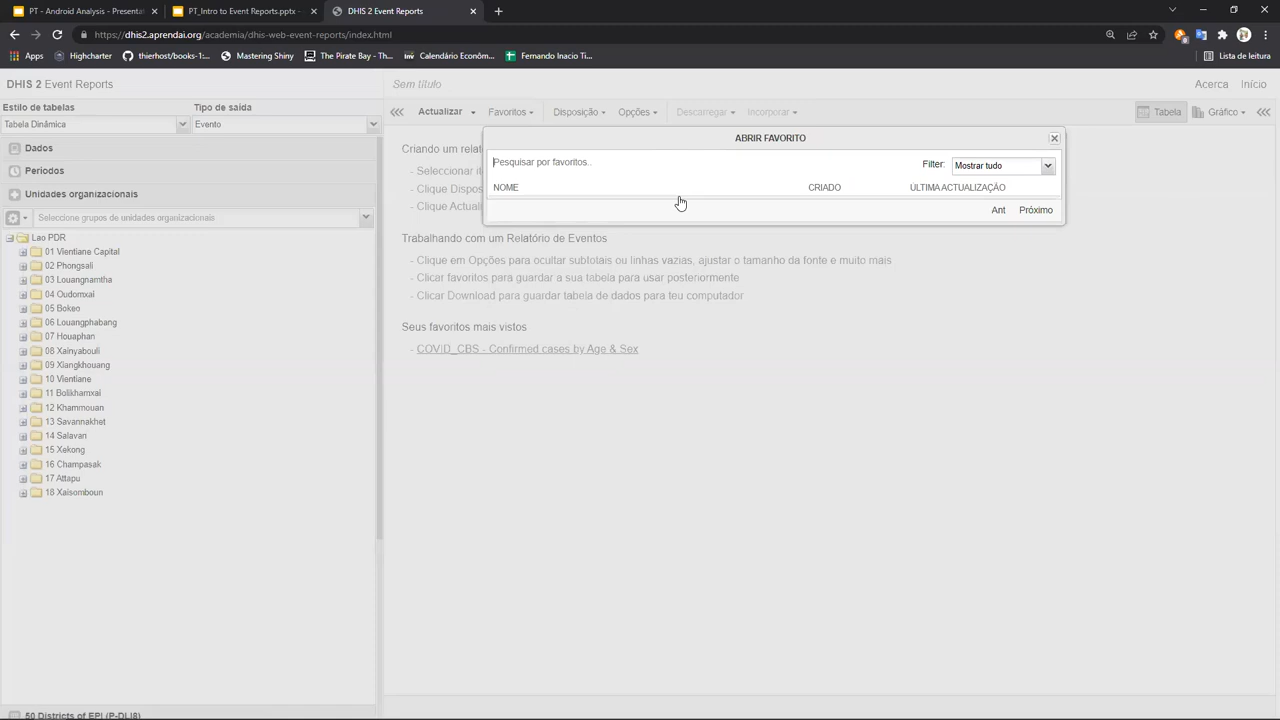 PT - Android Analysis - Presentat
PT_Intro to Event Reports.pptx -
DHIS 2 Event Reports
https://dhis2.aprendai.org/academia/dhis-web-event-reports/index.html
Apps
Highcharter
thierhost/books-1:...
Mastering Shiny
The Pirate Bay - Th...
Calendário Econôm...
Fernando Inacio Ti...
Lista de leitura
DHIS 2 Event Reports
Sem título
Acerca
Início
Estilo de tabelas
Tipo de saída
Tabela Dinâmica
Evento
Actualizar
Favoritos
Disposição
Opções
Descarregar
Incorporar
Tabela
Gráfico
Dados
Períodos
Unidades organizacionais
Seleccione grupos de unidades organizacionais
Lao PDR
01 Vientiane Capital
02 Phongsali
03 Louangnamtha
04 Oudomxai
05 Bokeo
06 Louangphabang
07 Houaphan
08 Xainyabouli
09 Xiangkhouang
10 Vientiane
11 Bolikhamxai
12 Khammouan
13 Savannakhet
14 Salavan
15 Xekong
16 Champasak
17 Attapu
18 Xaisomboun
50 Districts of EPI (P-DLI8)
ABRIR FAVORITO
Pesquisar por favoritos..
Filter:
Mostrar tudo
NOME
CRIADO
ÚLTIMA ACTUALIZAÇÃO
Ant
Próximo
Criando um relat
- Seleccionar it
- Clique Dispos
- Clique Actuali
Trabalhando com um Relatório de Eventos
- Clique em Opções para ocultar subtotais ou linhas vazias, ajustar o tamanho da fonte e muito mais
- Clicar favoritos para guardar a sua tabela para usar posteriormente
- Clicar Download para guardar tabela de dados para teu computador
Seus favoritos mais vistos
- COVID_CBS - Confirmed cases by Age & Sex